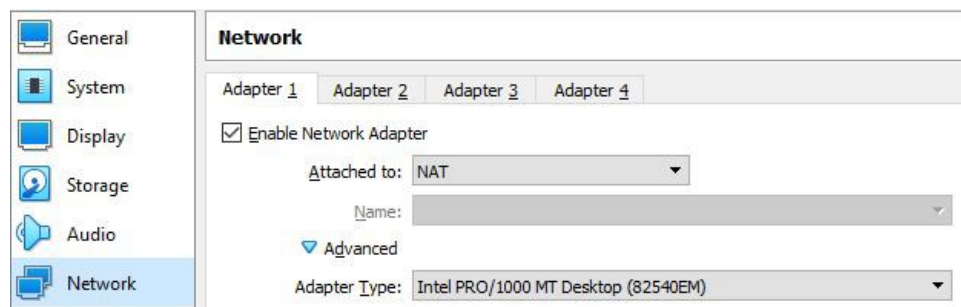 General
System
Display
Storage
Audio
Network
Network
Adapter 1 Adapter 2 Adapter 3 Adapter 4
Enable Network Adapter
Attached to: NAT
Name:
Advanced
Adapter Type: Intel PRO/1000 MT Desktop (82540EM)